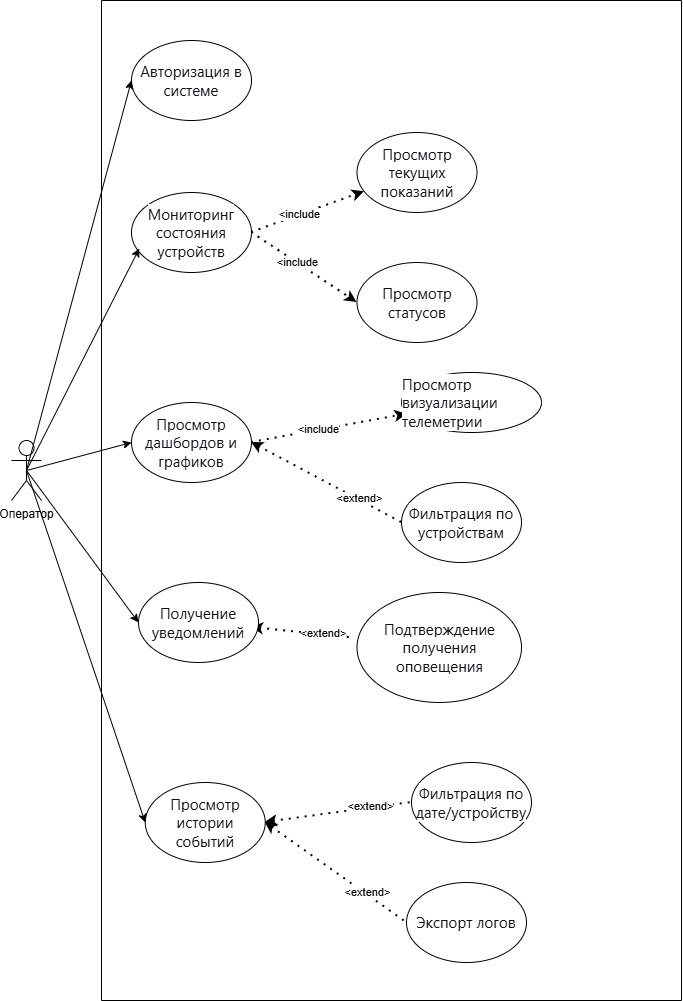 Авторизация в
системе
Просмотр
текущих
показаний
Мониторинг
состояния
устройств
<include
<include
Просмотр
статусов
Просмотр
визуализации
телеметрии
Просмотр
дашбордов и
графиков
<include
<extend>
Фильтрация по
устройствам
Оператор
Получение
уведомлений
<extend>
Подтверждение
получения
оповещения
Просмотр
истории
событий
<extend>
Фильтрация по
дате/устройству
<extend>
Экспорт логов